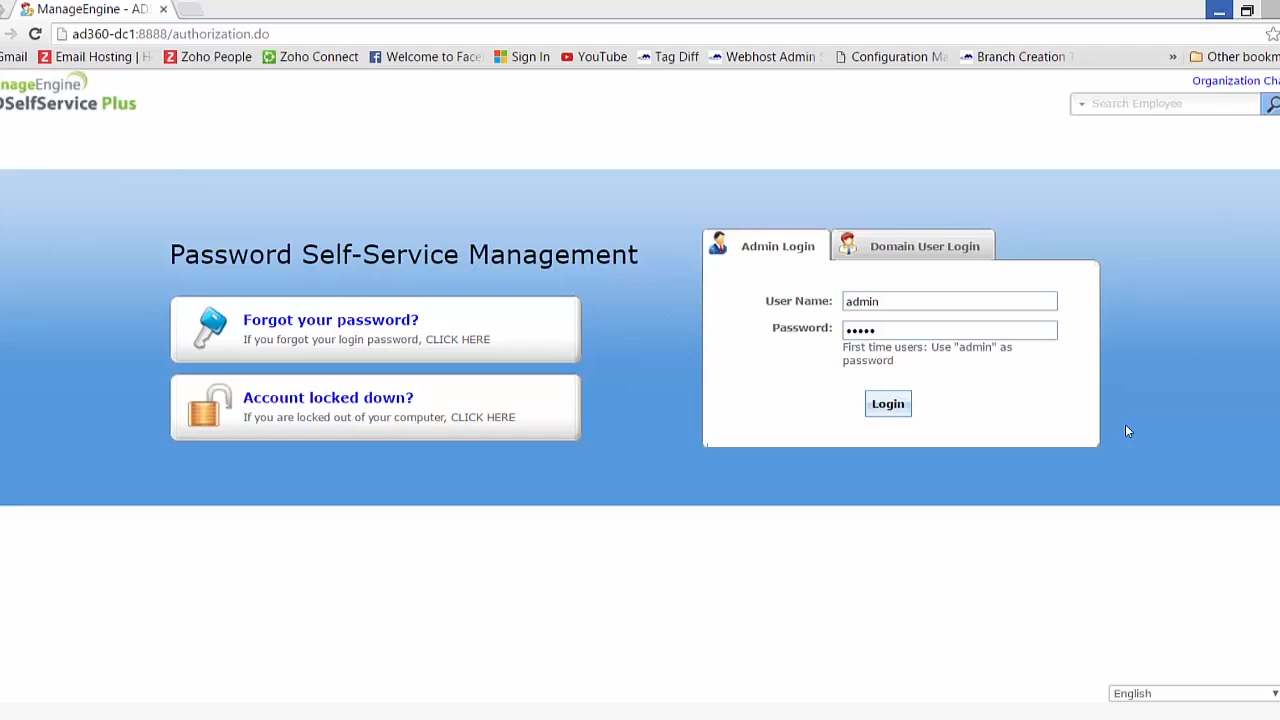 ManageEngine - AD
ad360-dc1:8888/authorization.do
Gmail
Email Hosting | H
Zoho People
Zoho Connect
Welcome to Face
Sign In
YouTube
Tag Diff
Webhost Admin
Configuration Ma
Branch Creation T
»
Other bookm
nageEngine
DSelfService Plus
Organization Cha
Search Employee
Password Self-Service Management
Forgot your password?
If you forgot your login password, CLICK HERE
Account locked down?
If you are locked out of your computer, CLICK HERE
Admin Login
Domain User Login
User Name:
admin
Password:
•••••
First time users: Use "admin" as
password
Login
English